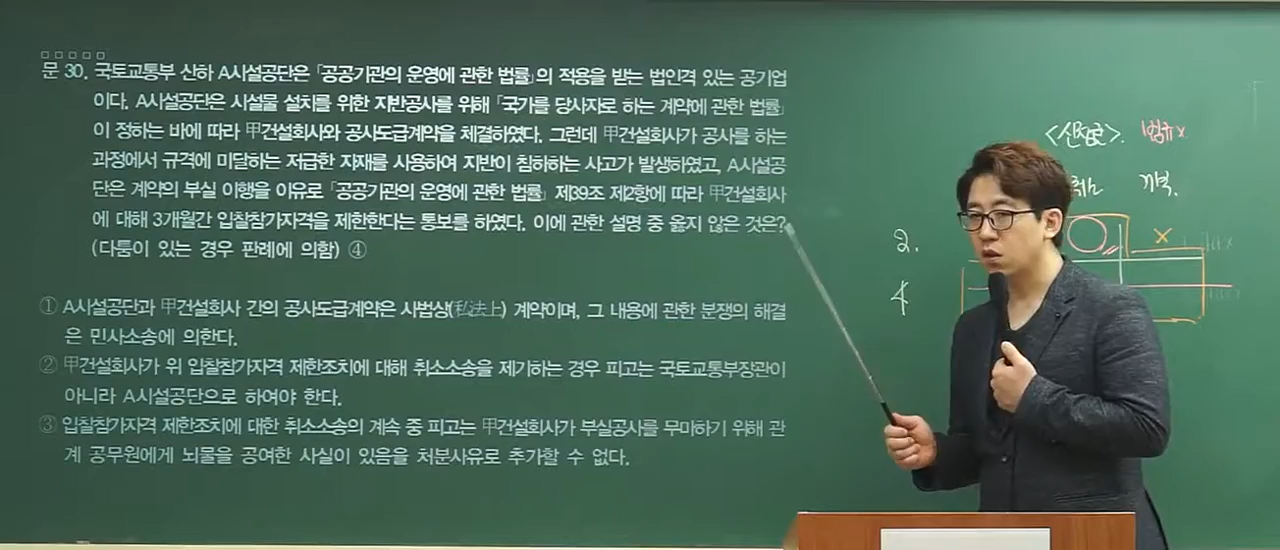 문 30. 국토교통부 산하 A시설공단은 「공공기관의 운영에 관한 법률」의 적용을 받는 법인격 있는 공기업
이다. A시설공단은 시설물 설치를 위한 지반공사를 위해 「국가를 당사자로 하는 계약에 관한 법률」
이 정하는 바에 따라 甲건설회사와 공사도급계약을 체결하였다. 그런데 甲건설회사가 공사를 하는
과정에서 규격에 미달하는 저급한 자재를 사용하여 지반이 침하하는 사고가 발생하였고, A시설공
단은 계약의 부실 이행을 이유로 「공공기관의 운영에 관한 법률」 제39조 제2항에 따라 甲건설회사
에 대해 3개월간 입찰참가자격을 제한한다는 통보를 하였다. 이에 관한 설명 중 옳지 않은 것은?
(다툼이 있는 경우 판례에 의함) ④
① A시설공단과 甲건설회사 간의 공사도급계약은 사법상(私法上) 계약이며, 그 내용에 관한 분쟁의 해결
은 민사소송에 의한다.
② 甲건설회사가 위 입찰참가자격 제한조치에 대해 취소소송을 제기하는 경우 피고는 국토교통부장관이
아니라 A시설공단으로 하여야 한다.
③ 입찰참가자격 제한조치에 대한 취소소송의 계속 중 피고는 甲건설회사가 부실공사를 무마하기 위해 관
계 공무원에게 뇌물을 공여한 사실이 있음을 처분사유로 추가할 수 없다.
법규 x
기부.
2.
x
4